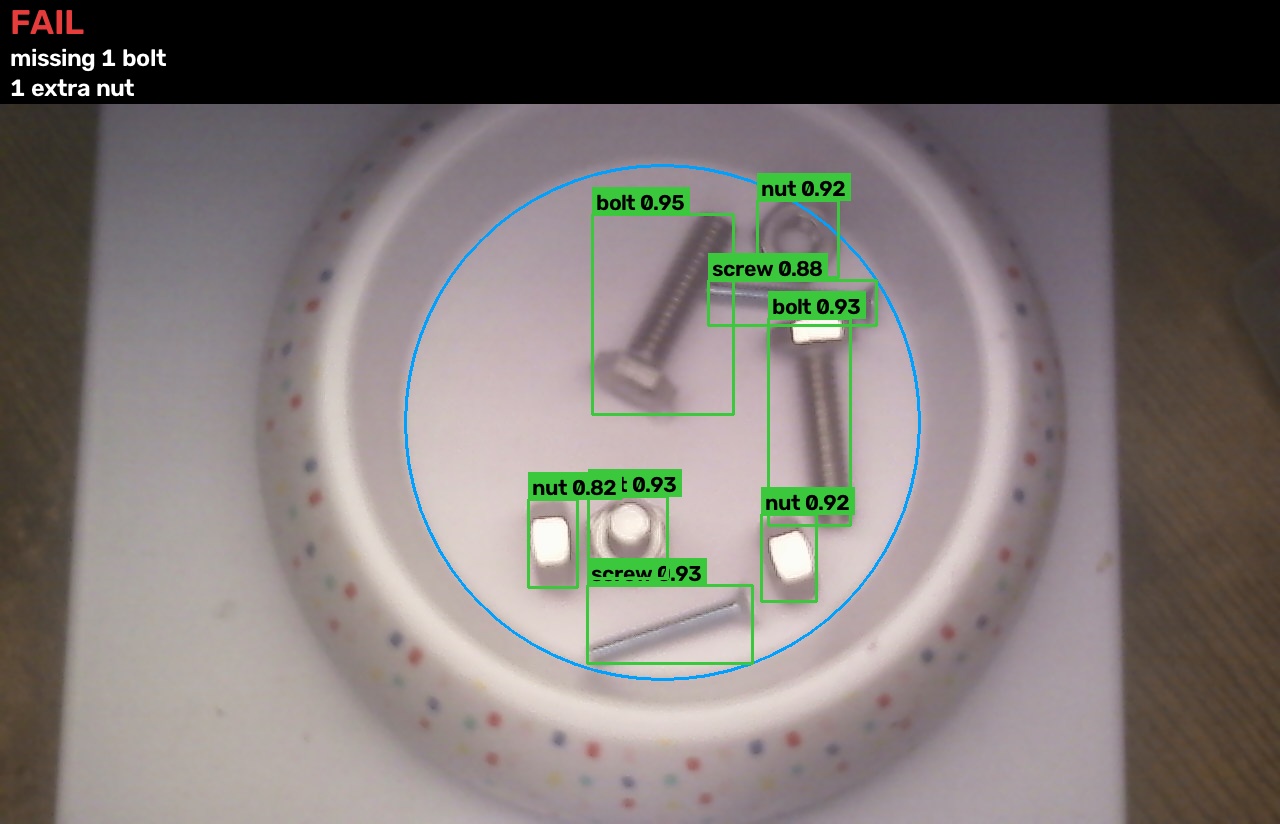 FAIL
missing 1 bolt
1 extra nut
nut 0.92
bolt 0.95
screw 0.88
bolt 0.93
nut 0.82
0.93
nut 0.92
screw 0.93